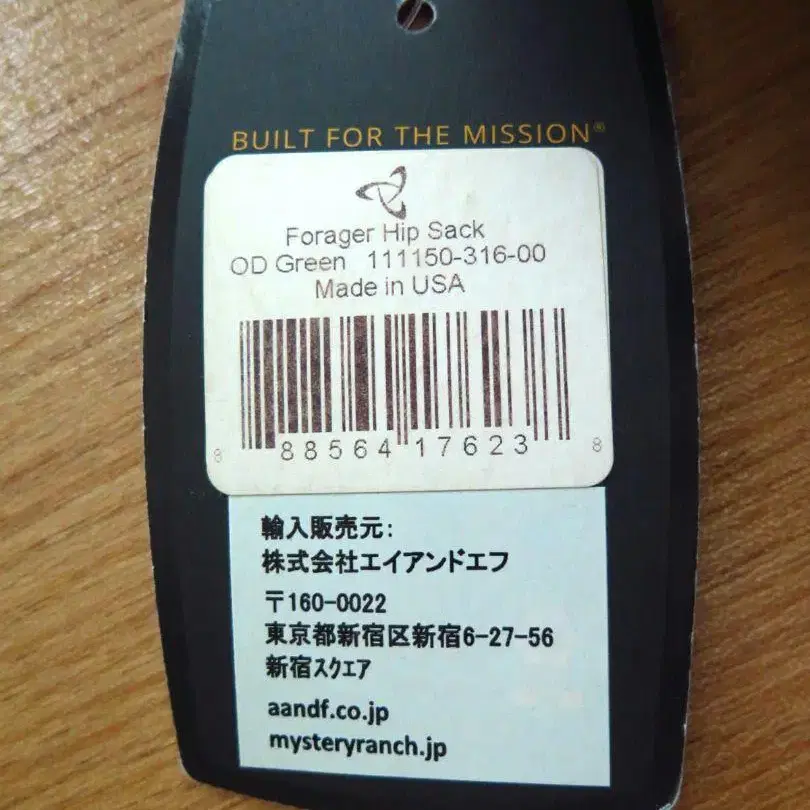 BUILT FOR THE MISSION®
Forager Hip Sack
OD Green 111150-316-00
Made in USA
8 88564 17623 8
輸入販売元:
株式会社エイアンドエフ
〒160-0022
東京都新宿区新宿6-27-56
新宿スクエア
aandf.co.jp
mysteryranch.jp